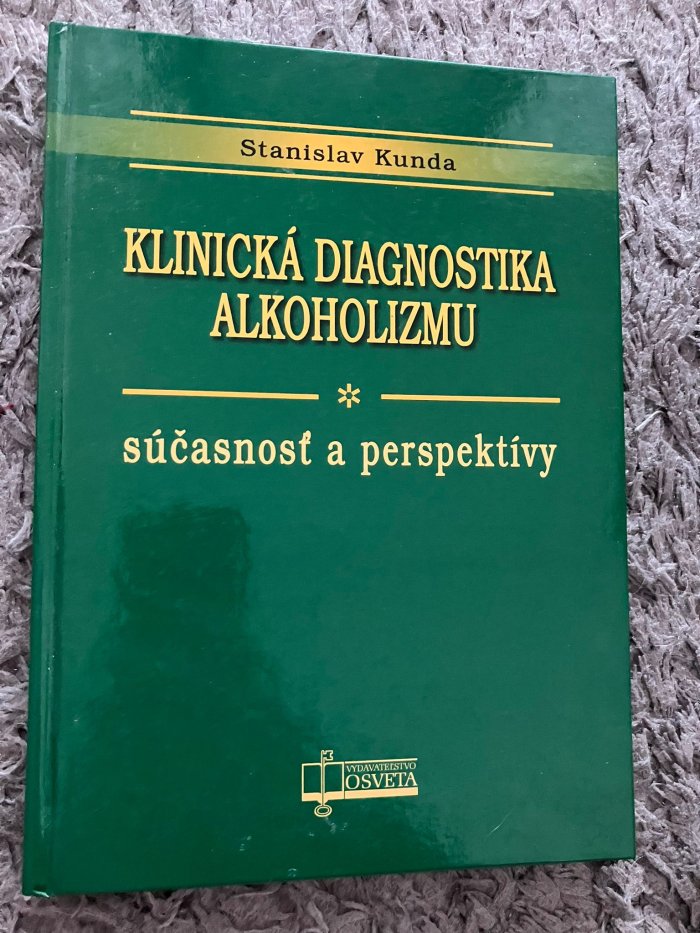 Stanislav Kunda
KLINICKÁ DIAGNOSTIKA
ALKOHOLIZMU
súčasnosť a perspektívy
VYDAVATEĽSTVO
OSVETA